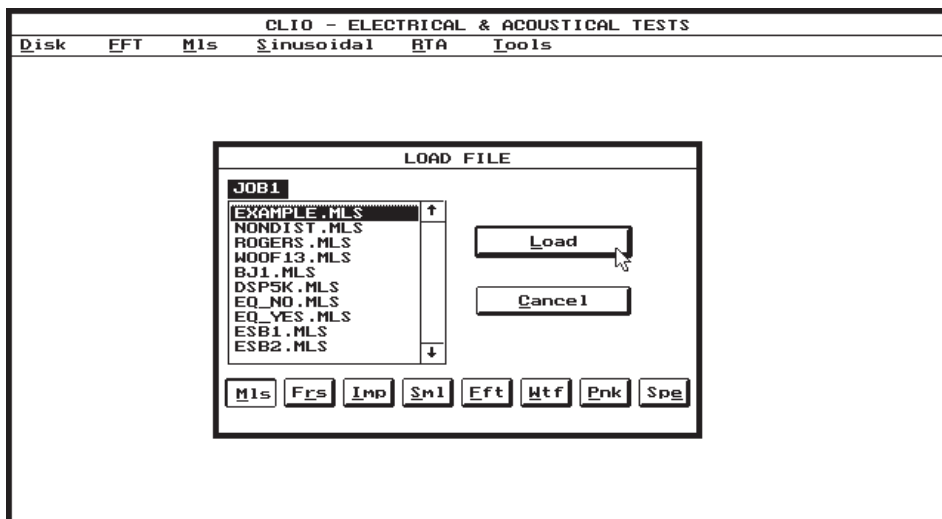 CLIO - ELECTRICAL & ACOUSTICAL TESTS
Disk FFT Mls Sinusoidal RTA Tools
LOAD FILE
JOB1
EXAMPLE.MLS
NONDIST.MLS
ROGERS.MLS
WOOF13.MLS
BJ1.MLS
DSP5K.MLS
EQ_NO.MLS
EQ_YES.MLS
ESB1.MLS
ESB2.MLS
Load
Cancel
Mls Frs Imp Sml Fft Wtf Pnk Spe